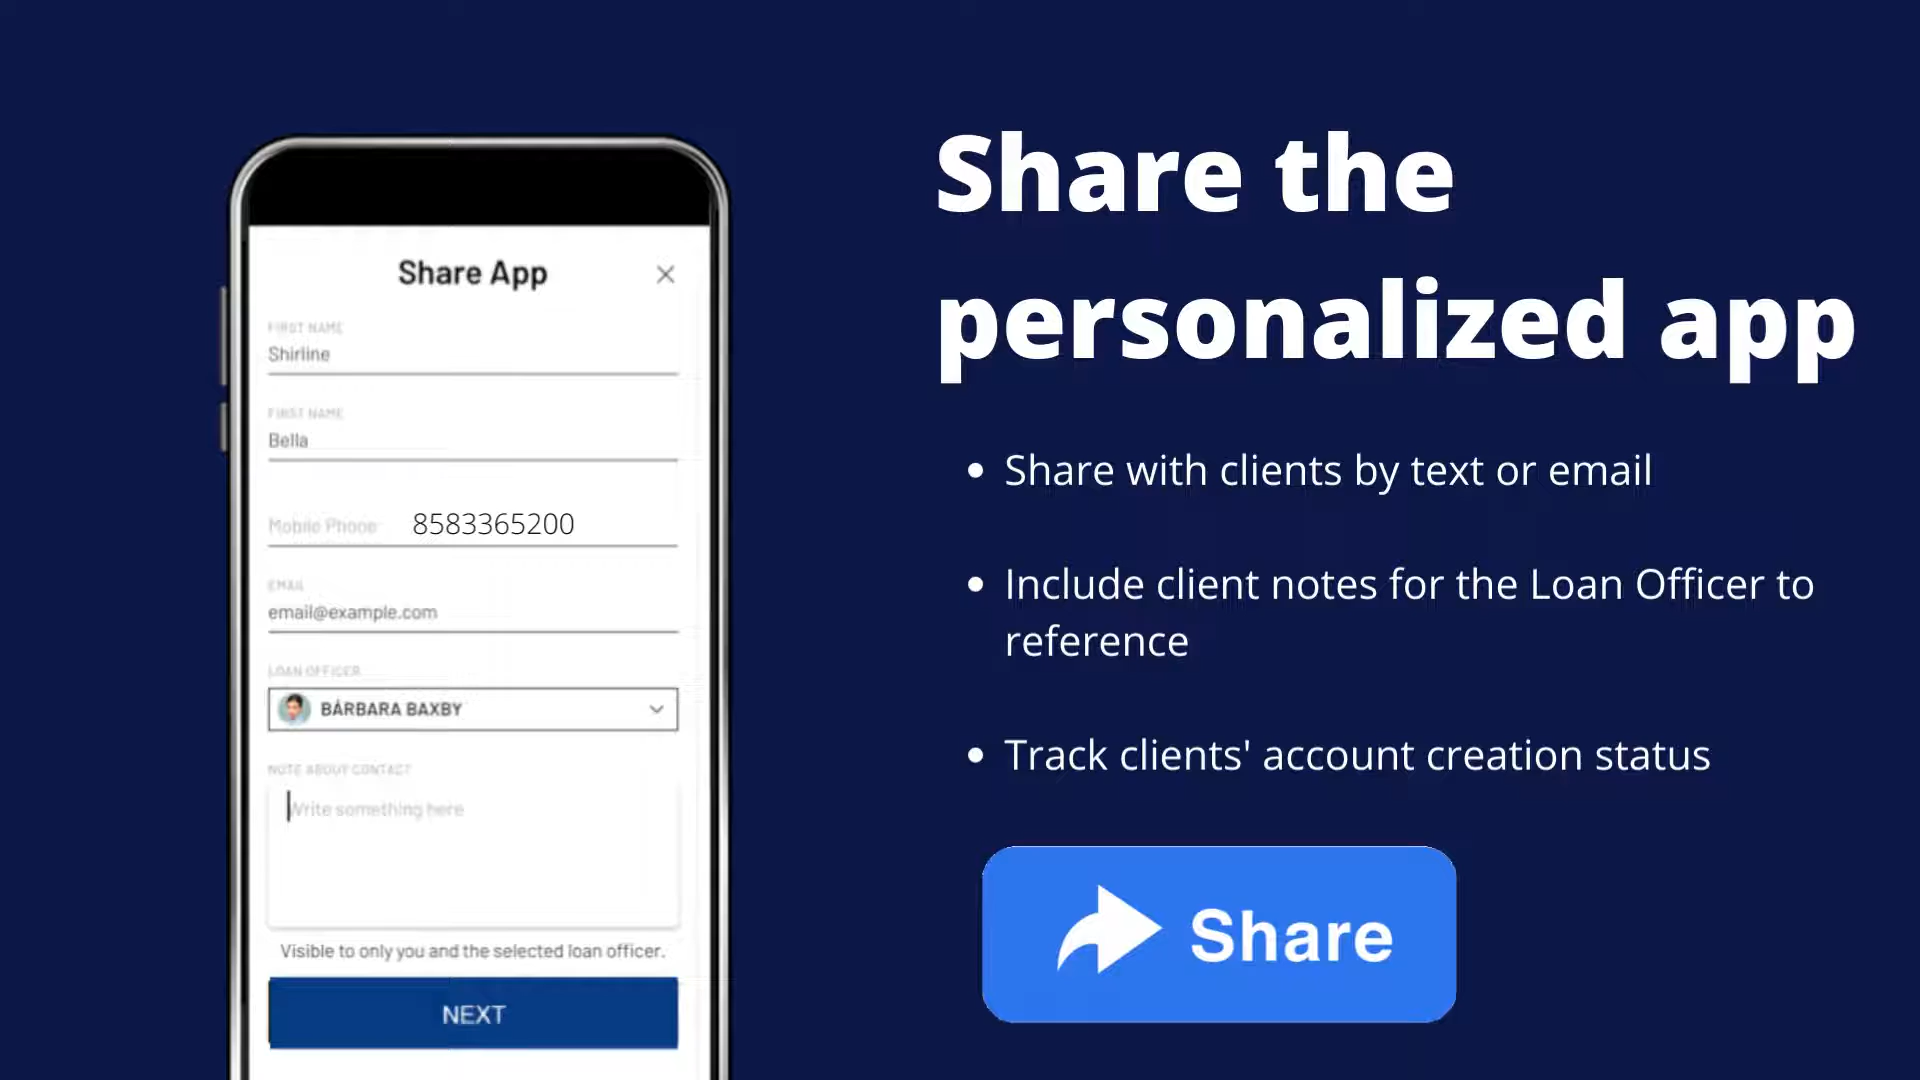 Share the
personalized app
Share App
FIRST NAME
Shirline
FIRST NAME
Bella
Mobile Phone 8583365200
EMAIL
email@example.com
LOAN OFFICER
BÁRBARA BAXBY
NOTE ABOUT CONTACT
Write something here
Visible to only you and the selected loan officer.
NEXT
• Share with clients by text or email
• Include client notes for the Loan Officer to
reference
• Track clients' account creation status
Share